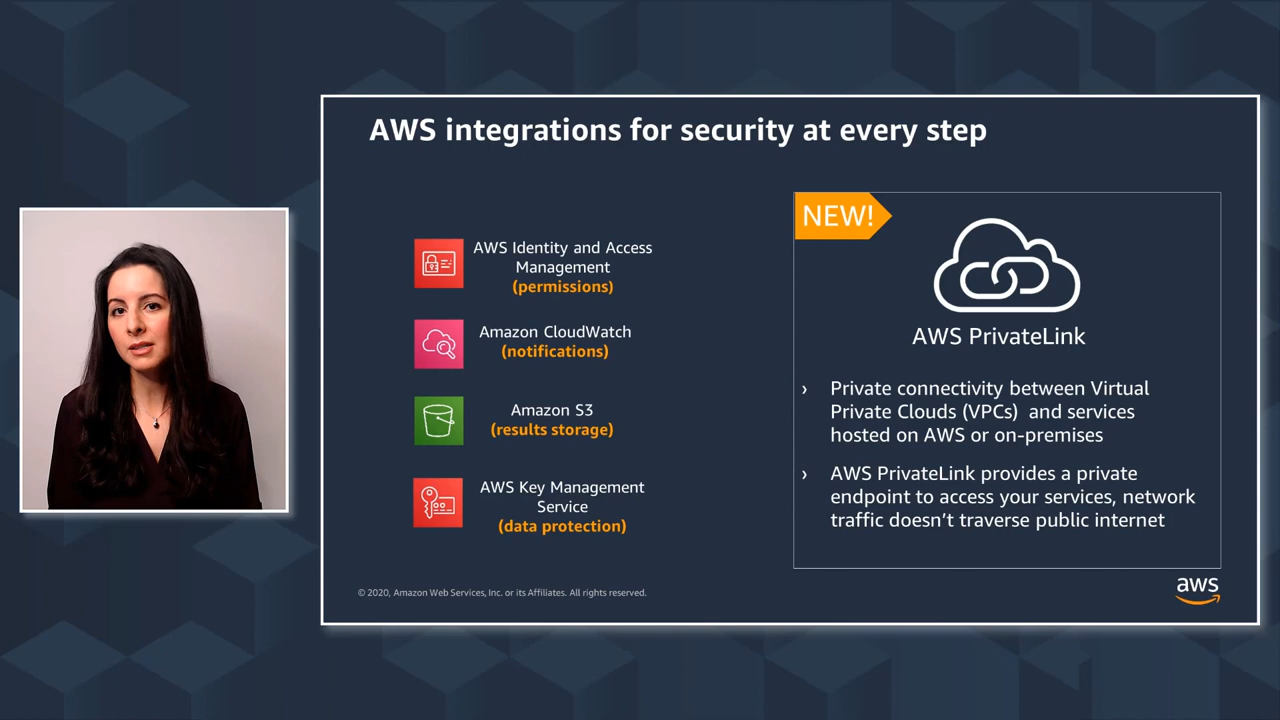 AWS integrations for security at every step
AWS Identity and Access
Management
(permissions)
Amazon CloudWatch
(notifications)
Amazon S3
(results storage)
AWS Key Management
Service
(data protection)
NEW!
AWS PrivateLink
› Private connectivity between Virtual
Private Clouds (VPCs) and services
hosted on AWS or on-premises
› AWS PrivateLink provides a private
endpoint to access your services, network
traffic doesn’t traverse public internet
© 2020, Amazon Web Services, Inc. or its Affiliates. All rights reserved.
aws